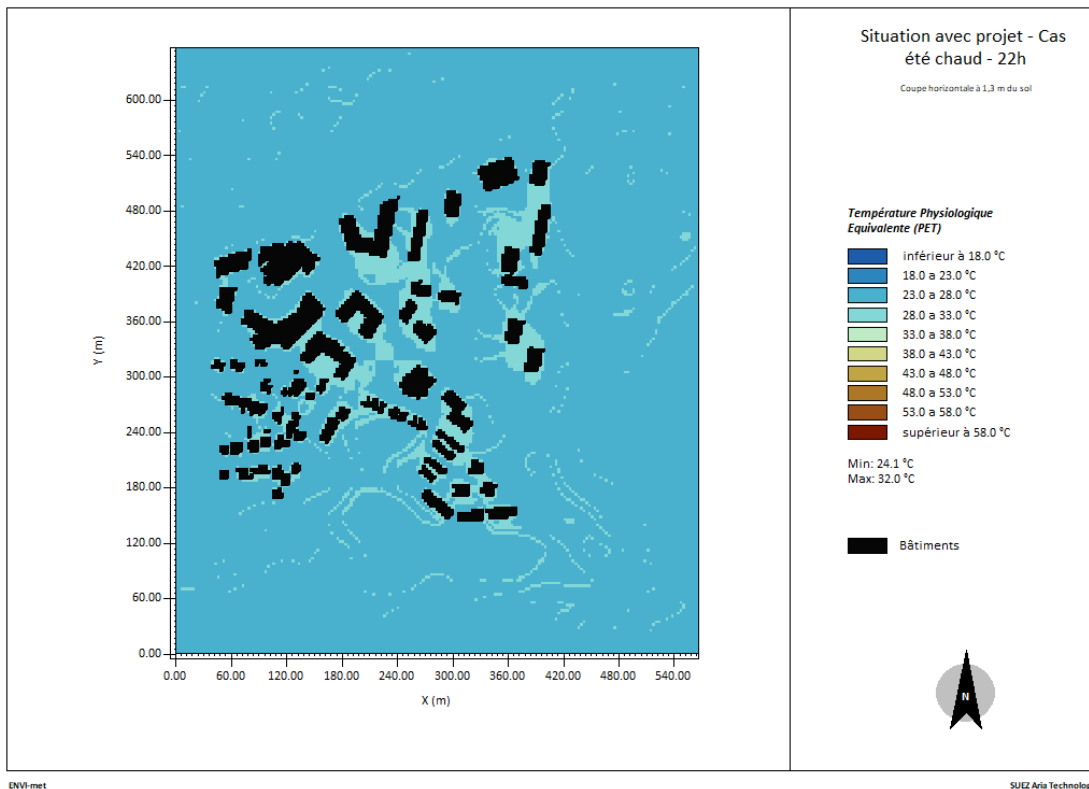 Situation avec projet - Cas
été chaud - 22h
Coupe horizontale à 1,3 m du sol
600.00
540.00
480.00
420.00
360.00
300.00
240.00
180.00
120.00
60.00
0.00
Y (m)
0.00 60.00 120.00 180.00 240.00 300.00 360.00 420.00 480.00 540.00
X (m)
Température Physiologique
Equivalente (PET)
inférieur à 18.0 °C
18.0 a 23.0 °C
23.0 a 28.0 °C
28.0 a 33.0 °C
33.0 a 38.0 °C
38.0 a 43.0 °C
43.0 a 48.0 °C
48.0 a 53.0 °C
53.0 a 58.0 °C
supérieur à 58.0 °C
Min: 24.1 °C
Max: 32.0 °C
Bâtiments
N
ENVI-met
SUEZ Aria Technolo